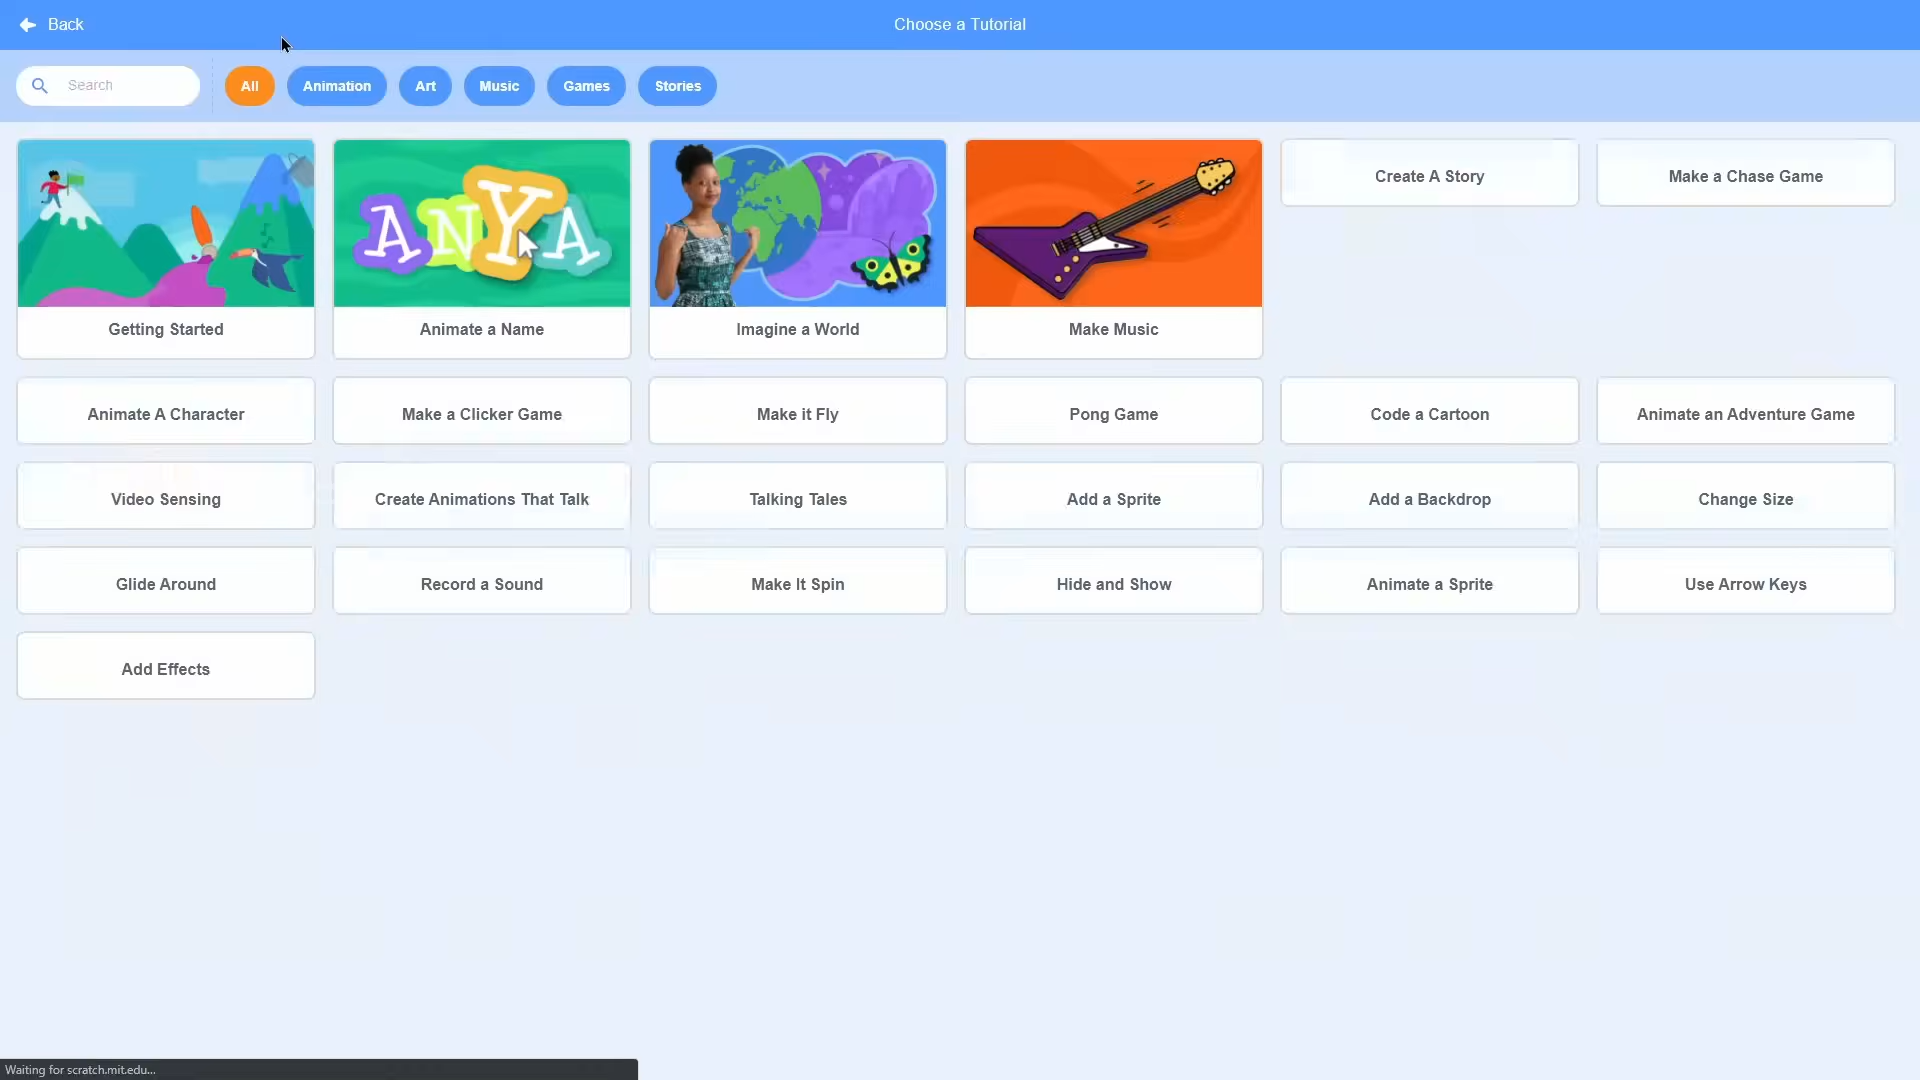 Back
Choose a Tutorial
Search
All
Animation
Art
Music
Games
Stories
ANYA
Getting Started
Animate a Name
Imagine a World
Make Music
Create A Story
Make a Chase Game
Animate A Character
Make a Clicker Game
Make it Fly
Pong Game
Code a Cartoon
Animate an Adventure Game
Video Sensing
Create Animations That Talk
Talking Tales
Add a Sprite
Add a Backdrop
Change Size
Glide Around
Record a Sound
Make It Spin
Hide and Show
Animate a Sprite
Use Arrow Keys
Add Effects
Waiting for scratch.mit.edu...